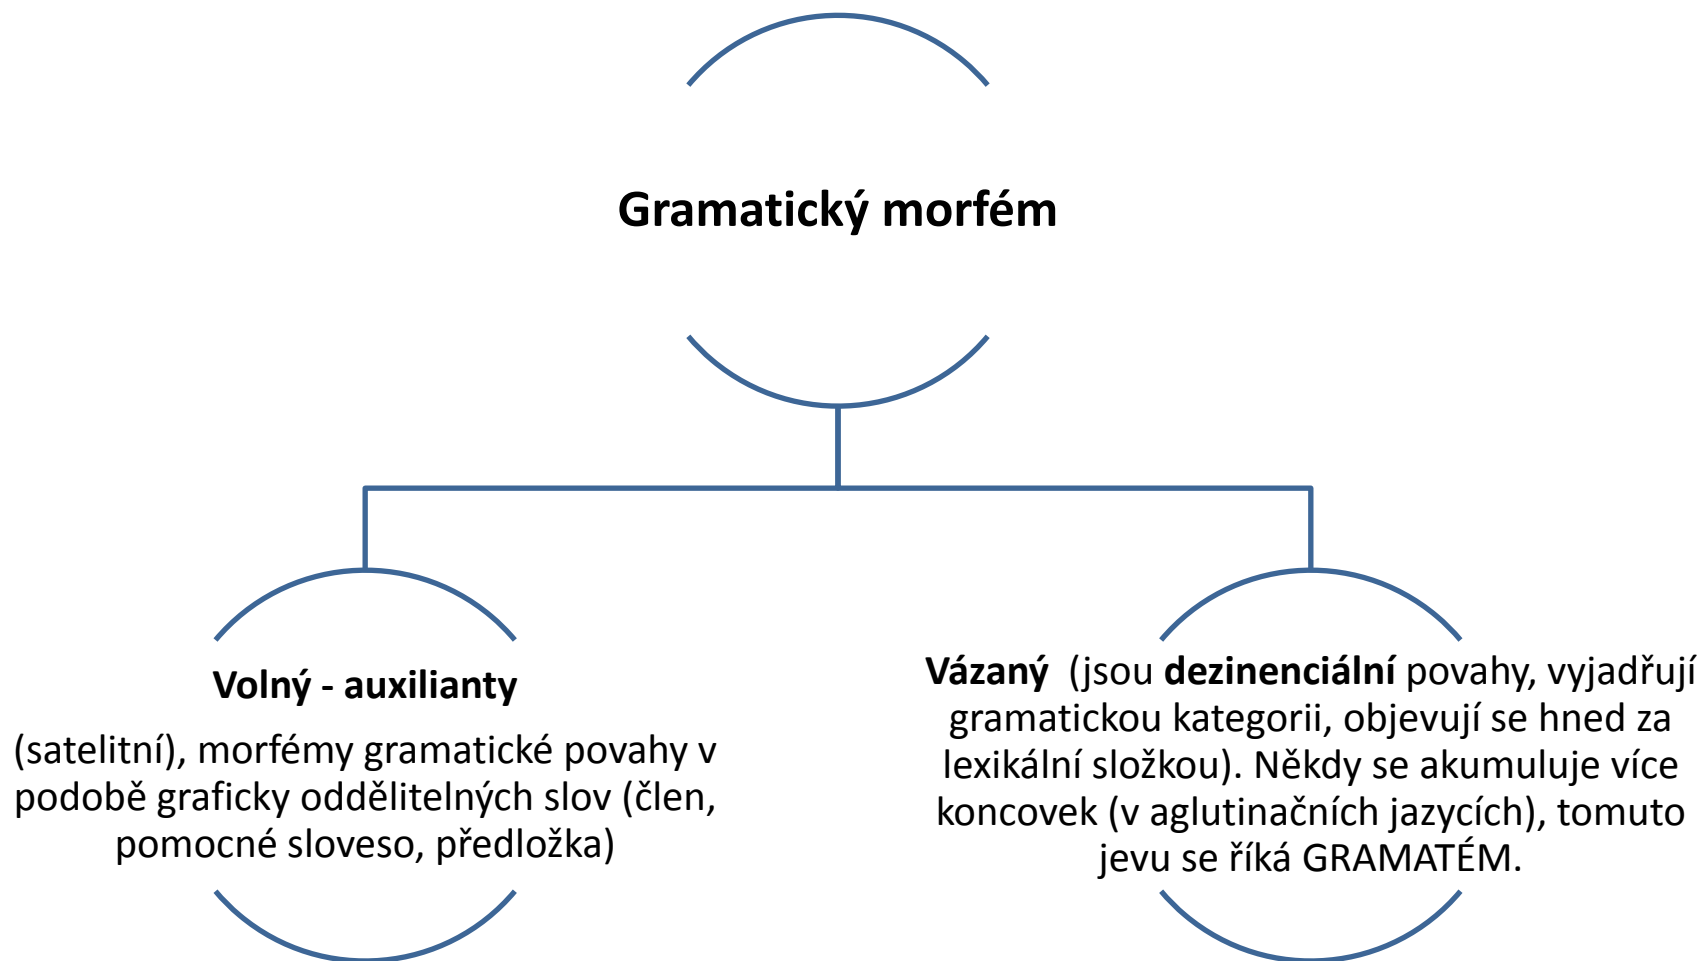 Gramatický morfém
Volný - auxilianty
(satelitní), morfémy gramatické povahy v
podobě graficky oddělitelných slov (člen,
pomocné sloveso, předložka)
Vázaný (jsou dezinenciální povahy, vyjadřují
gramatickou kategorii, objevují se hned za
lexikální složkou). Někdy se akumuluje více
koncovek (v aglutinačních jazycích), tomuto
jevu se říká GRAMATÉM.